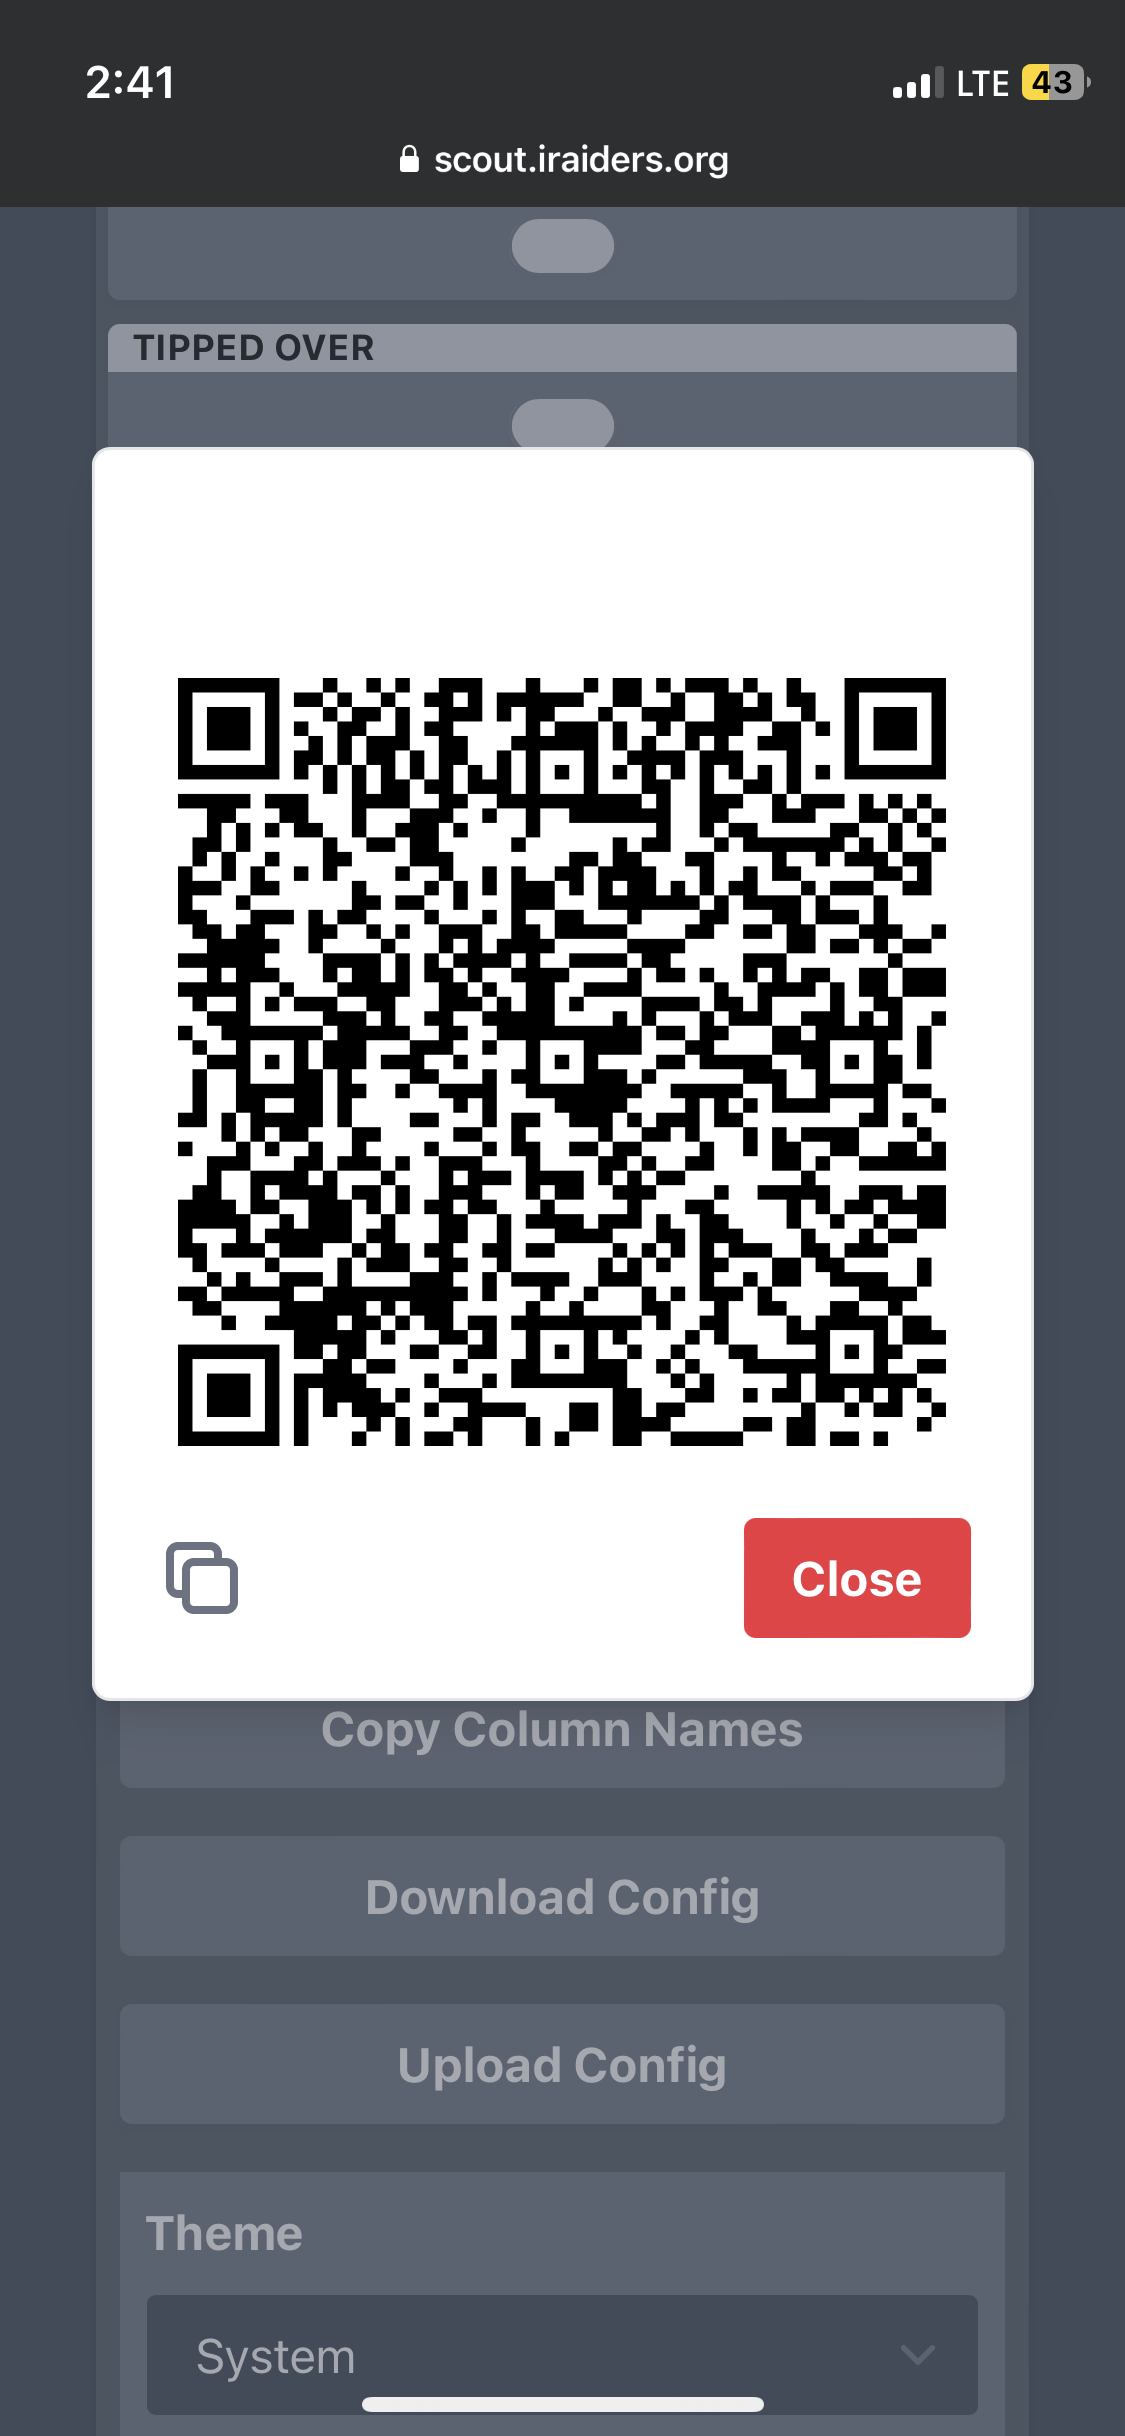 2:41
LTE 43
scout.iraiders.org
TIPPED OVER
Close
Copy Column Names
Download Config
Upload Config
Theme
System